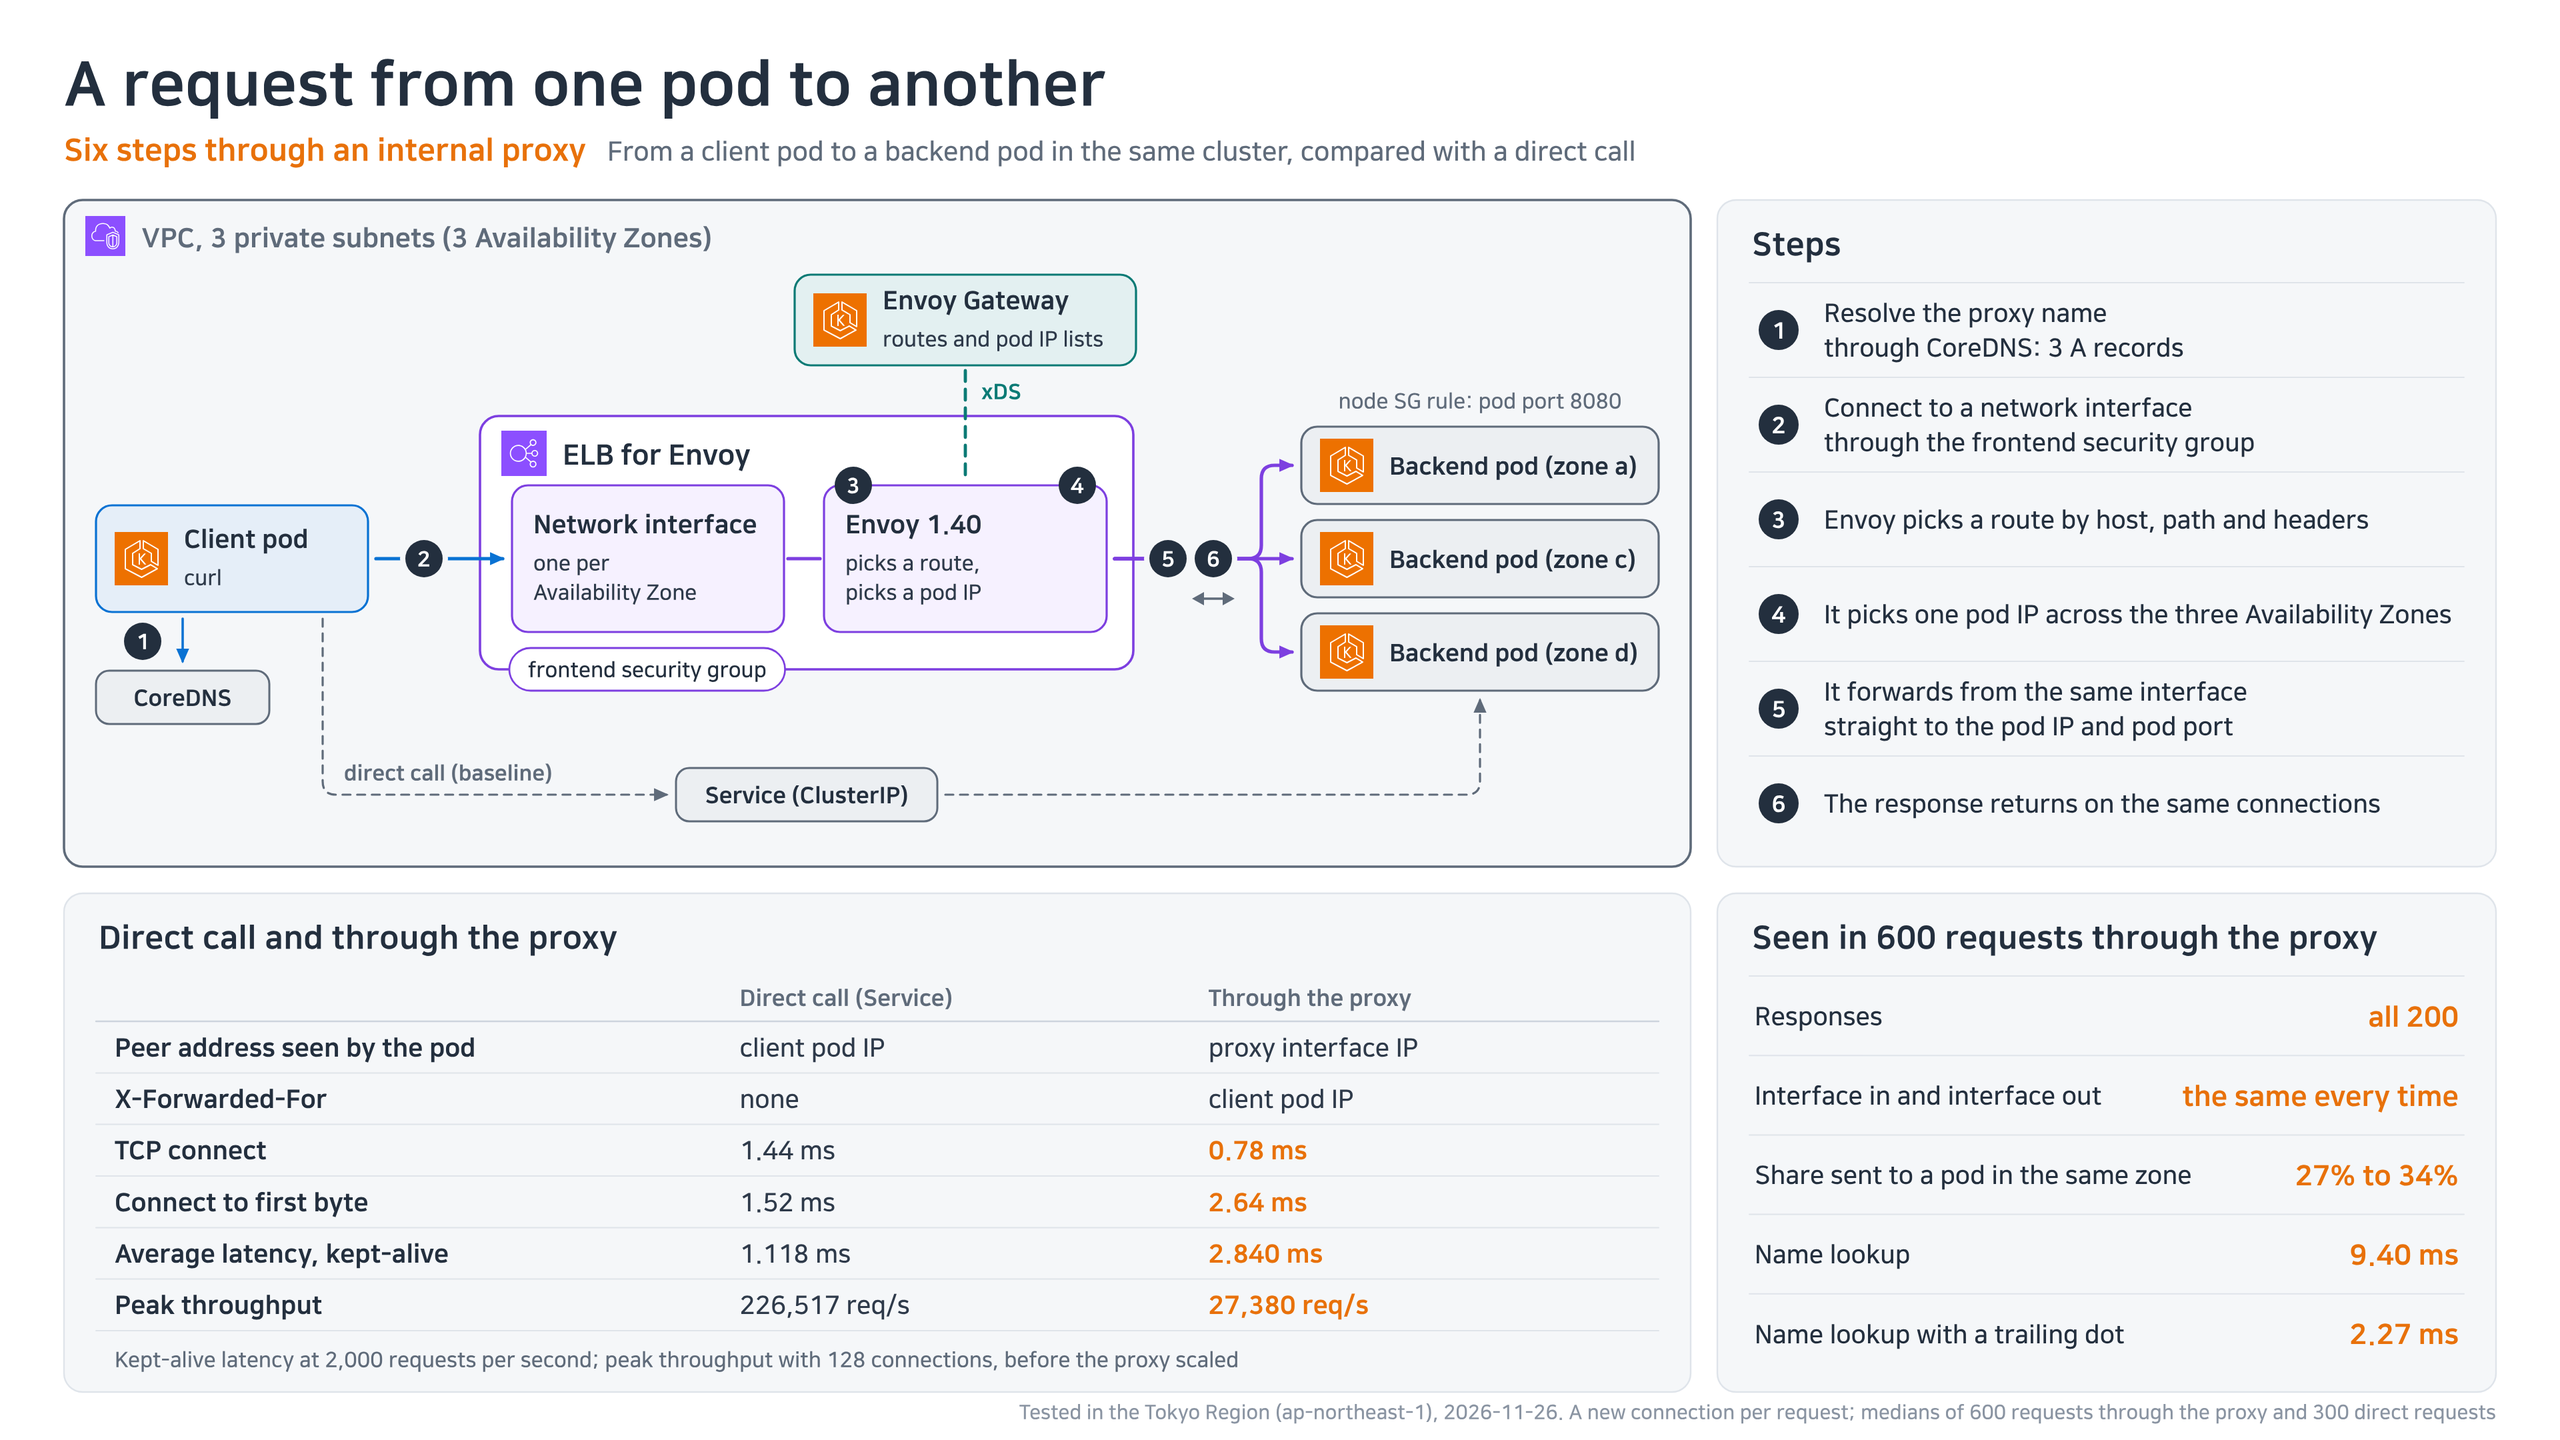 A request from one pod to another
Six steps through an internal proxy From a client pod to a backend pod in the same cluster, compared with a direct call
VPC, 3 private subnets (3 Availability Zones)
Envoy Gateway
routes and pod IP lists
xDS
node SG rule: pod port 8080
ELB for Envoy
Backend pod (zone a)
3
4
Client pod
curl
2
Network interface
one per
Availability Zone
Envoy 1.40
picks a route,
picks a pod IP
5
6
Backend pod (zone c)
1
CoreDNS
frontend security group
Backend pod (zone d)
direct call (baseline)
Service (ClusterIP)
Steps
1 Resolve the proxy name
through CoreDNS: 3 A records
2 Connect to a network interface
through the frontend security group
3 Envoy picks a route by host, path and headers
4 It picks one pod IP across the three Availability Zones
5 It forwards from the same interface
straight to the pod IP and pod port
6 The response returns on the same connections
Direct call and through the proxy
Direct call (Service) Through the proxy
Peer address seen by the pod client pod IP proxy interface IP
X-Forwarded-For none client pod IP
TCP connect 1.44 ms 0.78 ms
Connect to first byte 1.52 ms 2.64 ms
Average latency, kept-alive 1.118 ms 2.840 ms
Peak throughput 226,517 req/s 27,380 req/s
Kept-alive latency at 2,000 requests per second; peak throughput with 128 connections, before the proxy scaled
Seen in 600 requests through the proxy
Responses all 200
Interface in and interface out the same every time
Share sent to a pod in the same zone 27% to 34%
Name lookup 9.40 ms
Name lookup with a trailing dot 2.27 ms
Tested in the Tokyo Region (ap-northeast-1), 2026-11-26. A new connection per request; medians of 600 requests through the proxy and 300 direct requests